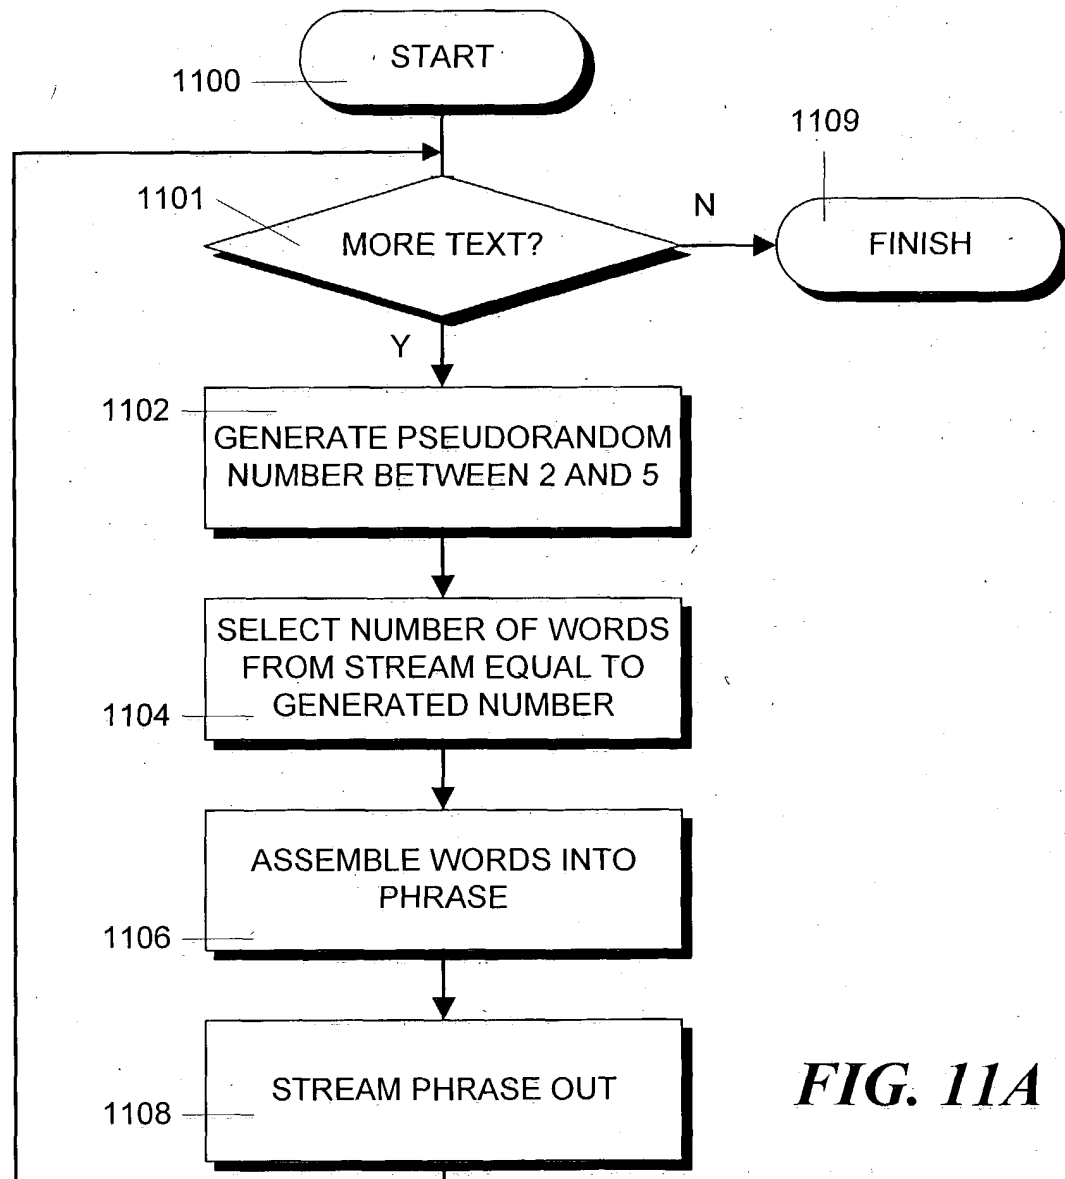 START
1100
1109
1101
MORE TEXT?
N
FINISH
Y
1102
GENERATE PSEUDORANDOM
NUMBER BETWEEN 2 AND 5
SELECT NUMBER OF WORDS
FROM STREAM EQUAL TO
GENERATED NUMBER
1104
ASSEMBLE WORDS INTO
PHRASE
1106
STREAM PHRASE OUT
1108
FIG. 11A